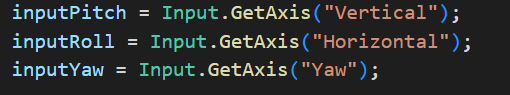 inputPitch = Input.GetAxis("Vertical");
inputRoll = Input.GetAxis("Horizontal");
inputYaw = Input.GetAxis("Yaw");